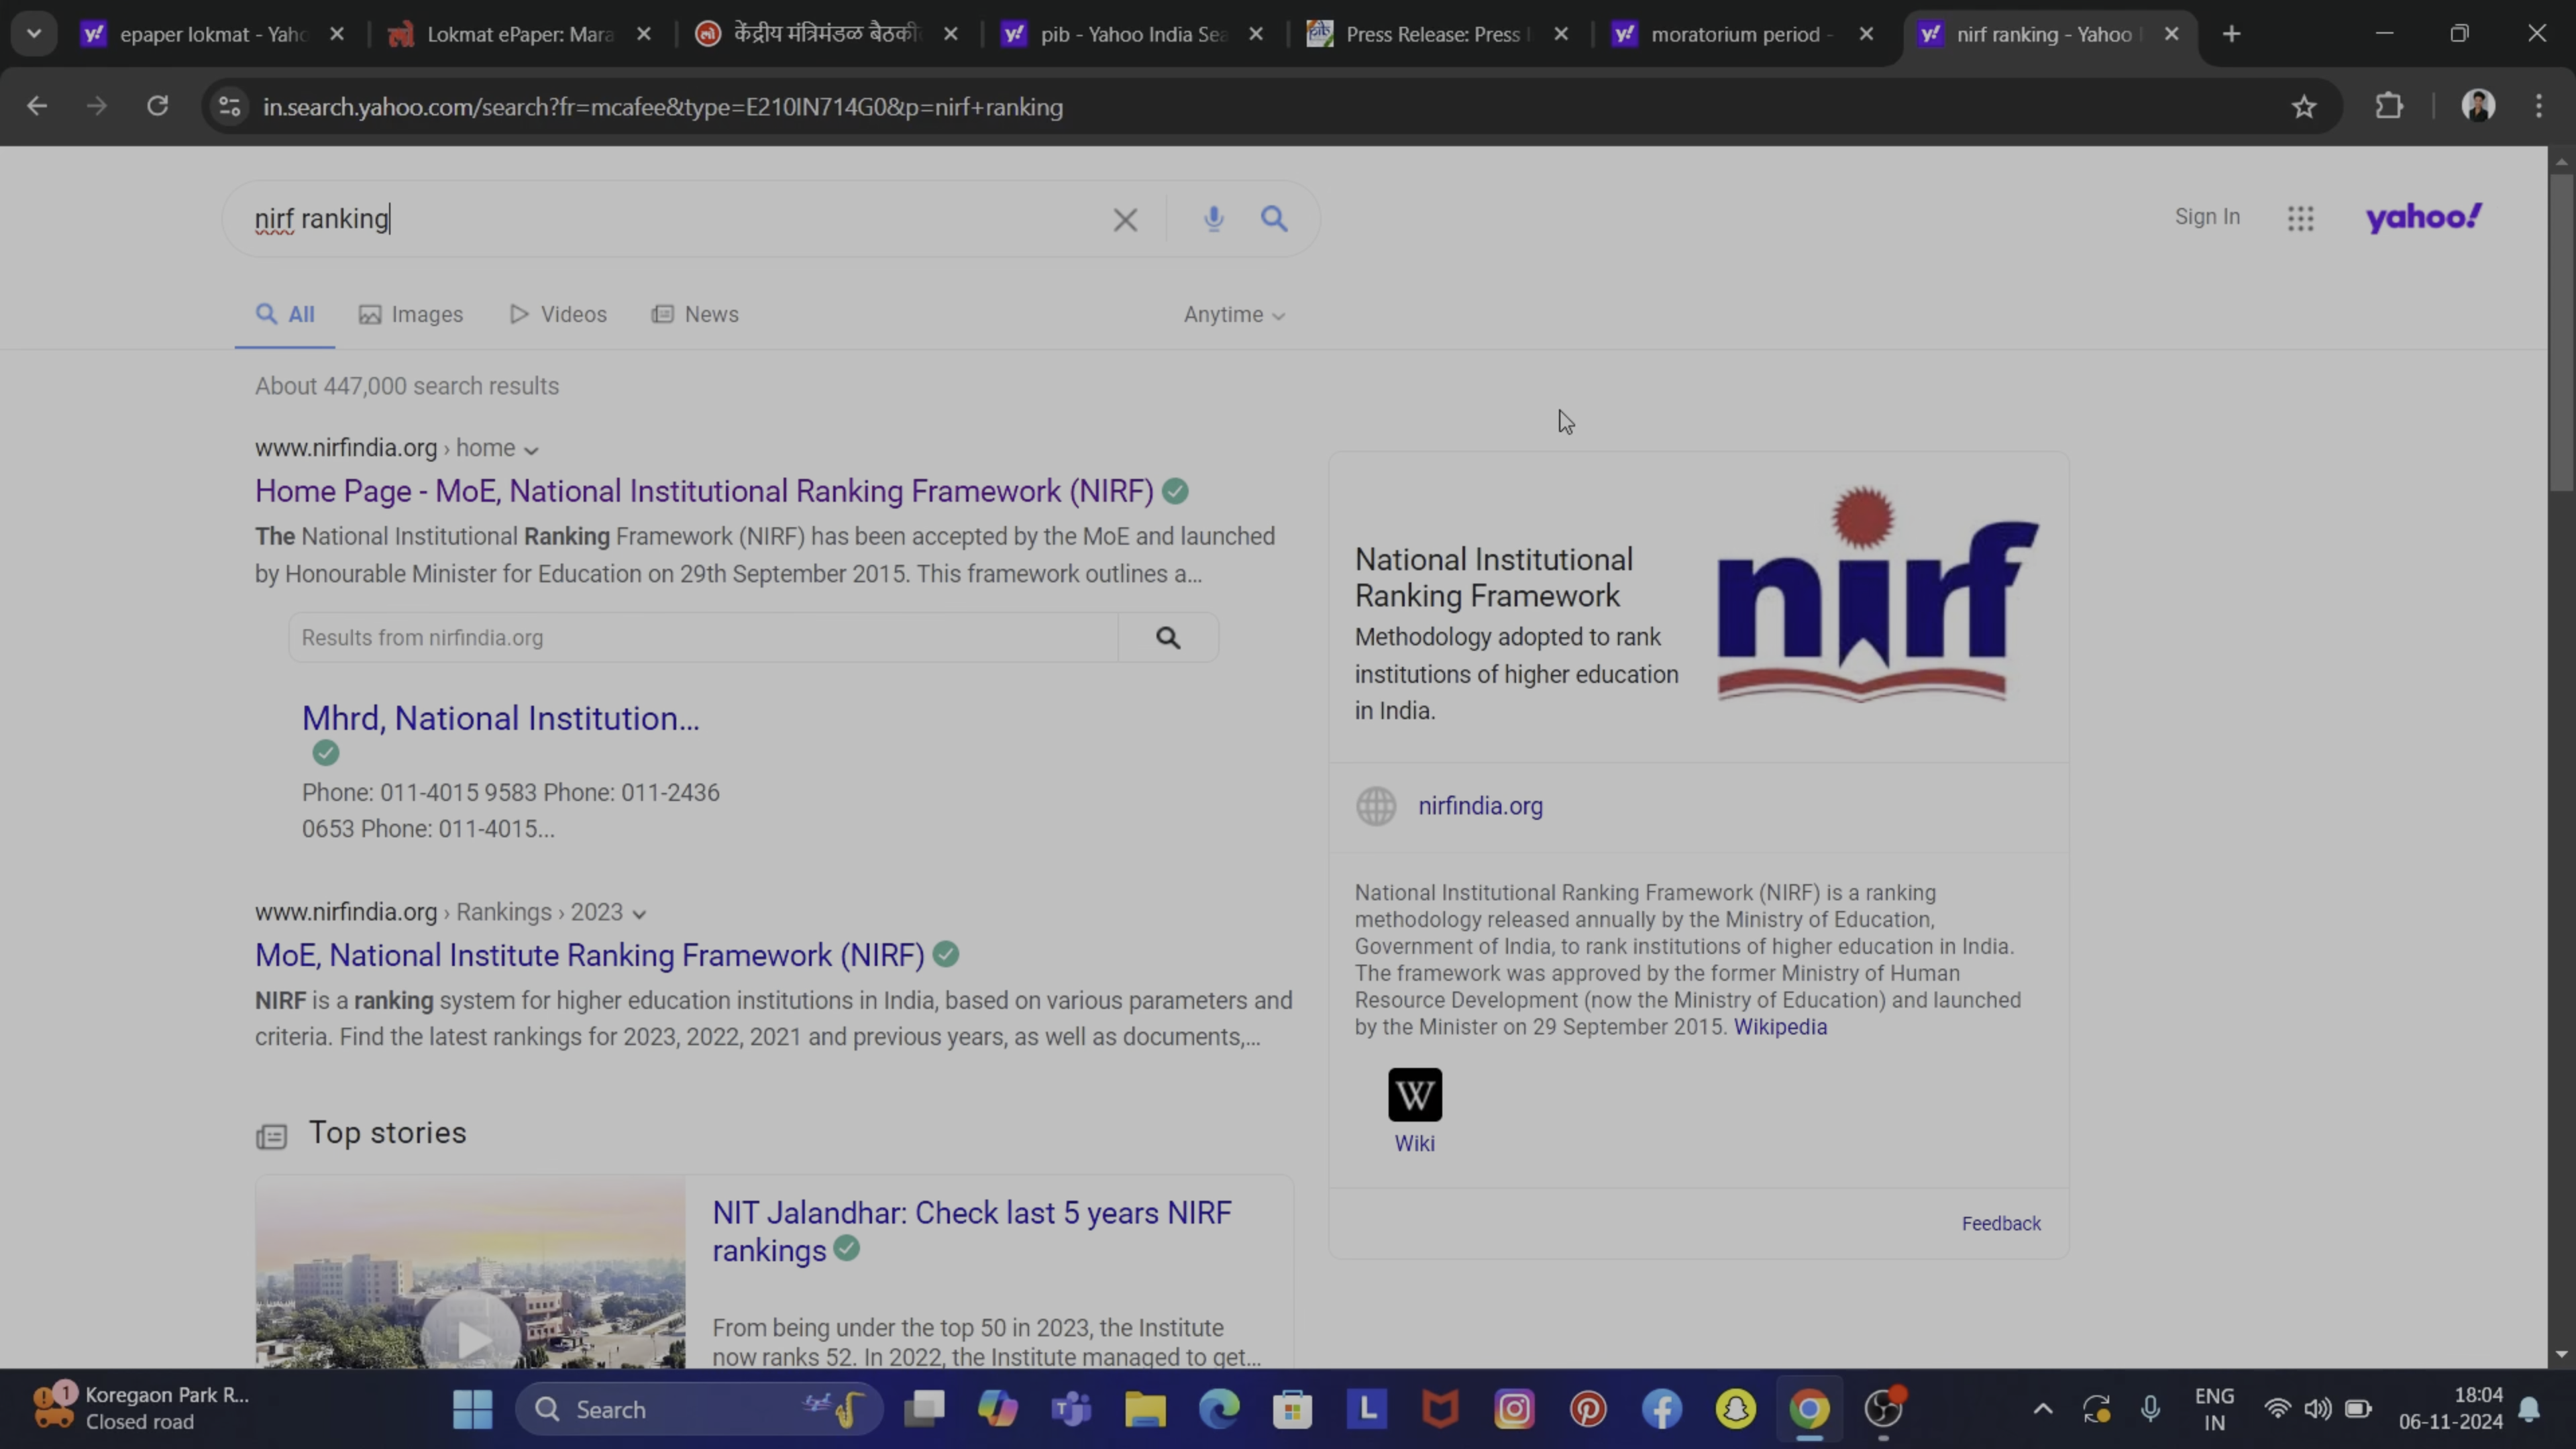 epaper lokmat - Yaho
Lokmat ePaper: Mara
केंद्रीय मंत्रिमंडळ बैठकी
pib - Yahoo India Sea
Press Release: Press I
moratorium period -
nirf ranking - Yahoo I
in.search.yahoo.com/search?fr=mcafee&type=E210IN714G0&p=nirf+ranking
nirf ranking
Sign In
yahoo!
All
Images
Videos
News
Anytime
About 447,000 search results
www.nirfindia.org › home
Home Page - MoE, National Institutional Ranking Framework (NIRF)
The National Institutional Ranking Framework (NIRF) has been accepted by the MoE and launched
by Honourable Minister for Education on 29th September 2015. This framework outlines a...
Results from nirfindia.org
Mhrd, National Institution...
Phone: 011-4015 9583 Phone: 011-2436
0653 Phone: 011-4015...
www.nirfindia.org › Rankings › 2023
MoE, National Institute Ranking Framework (NIRF)
NIRF is a ranking system for higher education institutions in India, based on various parameters and
criteria. Find the latest rankings for 2023, 2022, 2021 and previous years, as well as documents,...
Top stories
NIT Jalandhar: Check last 5 years NIRF
rankings
From being under the top 50 in 2023, the Institute
now ranks 52. In 2022, the Institute managed to get...
National Institutional
Ranking Framework
Methodology adopted to rank
institutions of higher education
in India.
nirf
nirfindia.org
National Institutional Ranking Framework (NIRF) is a ranking
methodology released annually by the Ministry of Education,
Government of India, to rank institutions of higher education in India.
The framework was approved by the former Ministry of Human
Resource Development (now the Ministry of Education) and launched
by the Minister on 29 September 2015. Wikipedia
W
Wiki
Feedback
1
Koregaon Park R...
Closed road
Search
L
ENG
IN
18:04
06-11-2024